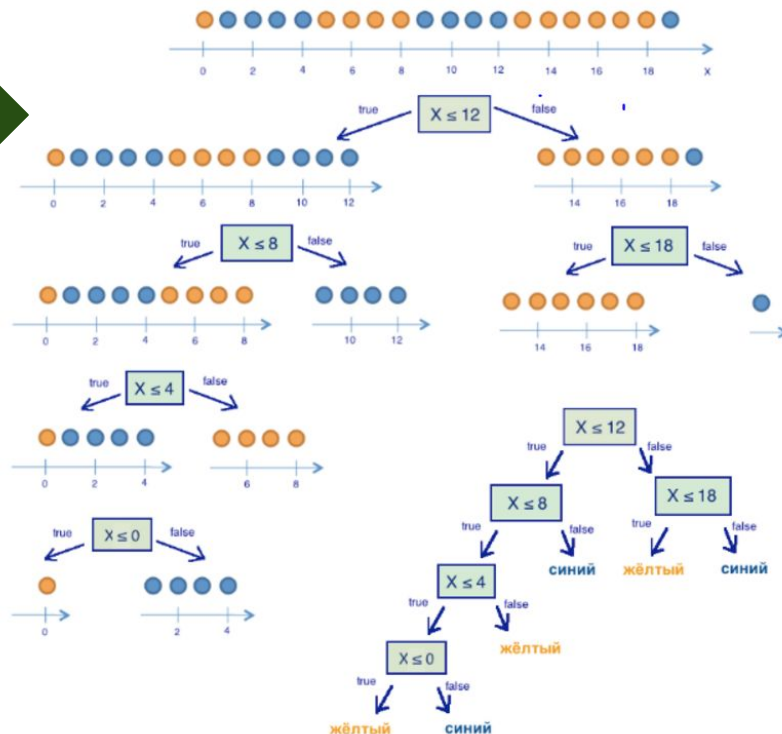 0 2 4 6 8 10 12 14 16 18 X
true X ≤ 12 false
0 2 4 6 8 10 12
14 16 18
true X ≤ 8 false
true X ≤ 18 false
0 2 4 6 8
10 12
14 16 18
true X ≤ 4 false
0 2 4
6 8
true X ≤ 0 false
0
2 4
X ≤ 12
true false
X ≤ 8
X ≤ 18
true false
true false
X ≤ 4
синий
жёлтый
синий
true false
X ≤ 0
жёлтый
true false
жёлтый
синий